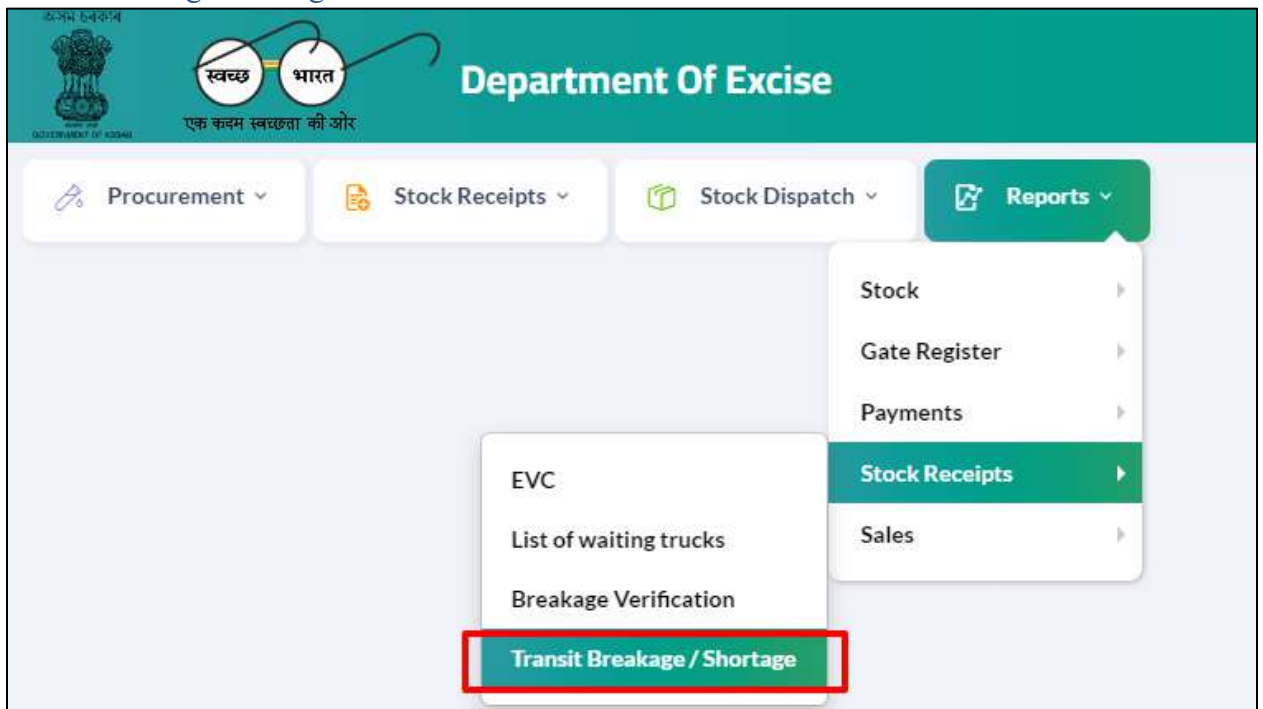 স্বচ্ছ भारत
Department Of Excise
एक कदम स्वच्छता की ओर
Procurement
Stock Receipts
Stock Dispatch
Reports
Stock
Gate Register
Payments
Stock Receipts
Sales
EVC
List of waiting trucks
Breakage Verification
Transit Breakage / Shortage